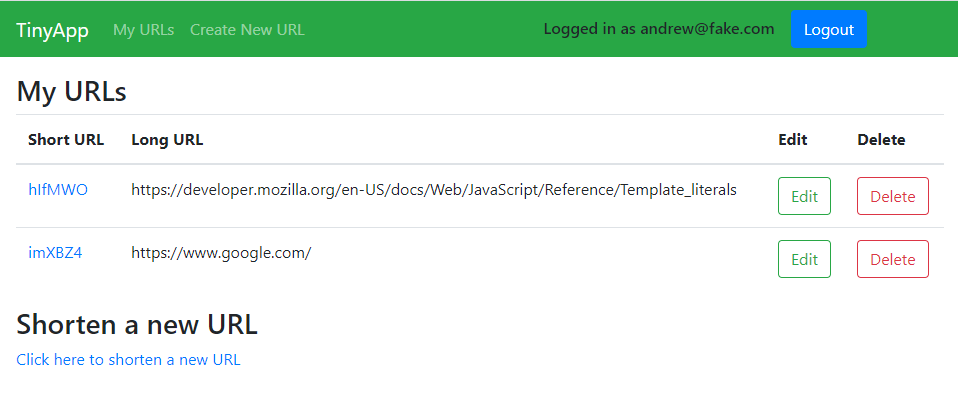 TinyApp My URLs Create New URL Logged in as andrew@fake.com Logout
My URLs
Short URL Long URL Edit Delete
hIfMWO https://developer.mozilla.org/en-US/docs/Web/JavaScript/Reference/Template_literals Edit Delete
imXBZ4 https://www.google.com/ Edit Delete
Shorten a new URL
Click here to shorten a new URL